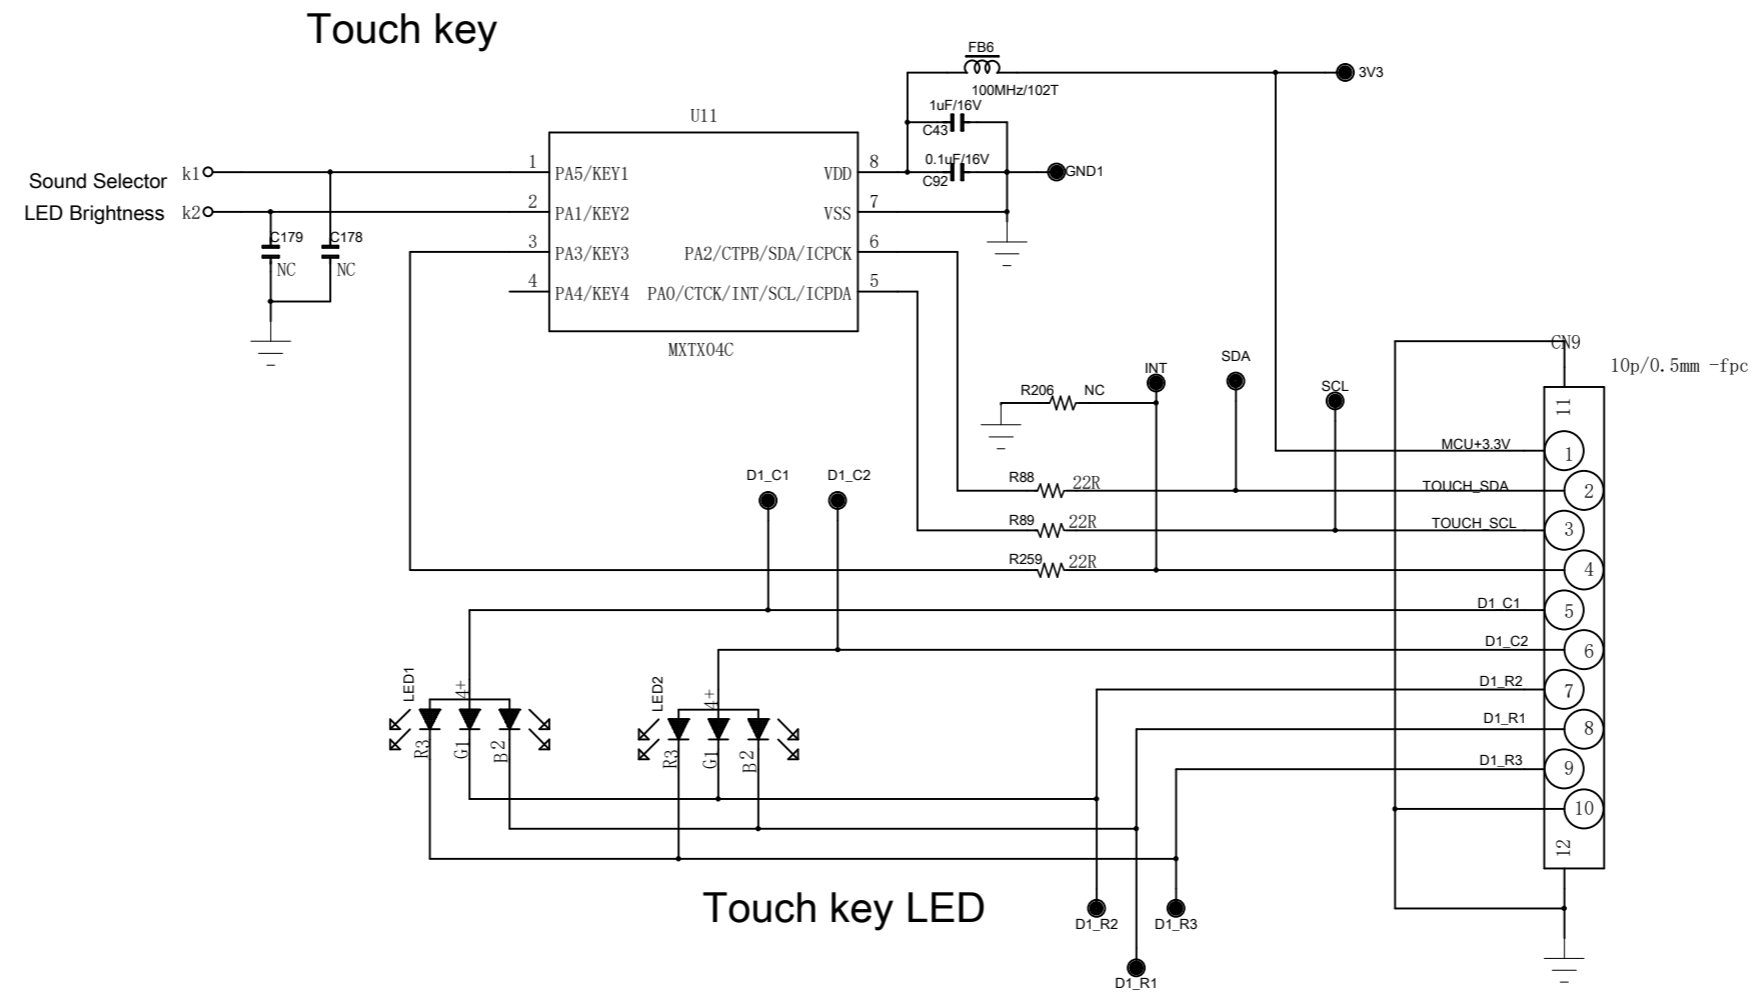 Touch key
FB6
3V3
100MHz/102T
1uF/16V
C43
U11
0.1uF/16V
C92
GND1
Sound Selector k1
LED Brightness k2
1 PA5/KEY1 VDD 8
2 PA1/KEY2 VSS 7
3 PA3/KEY3 PA2/CTPB/SDA/ICPCK 6
4 PA4/KEY4 PA0/CTCK/INT/SCL/ICPDA 5
C179 C178
NC NC
MXTX04C
CN9
10p/0.5mm -fpc
INT SDA SCL
R206 NC
11
MCU+3.3V 1
R88 22R TOUCH_SDA 2
R89 22R TOUCH_SCL 3
R259 22R 4
D1_C1 D1_C2
D1_C1 5
D1_C2 6
D1_R2 7
D1_R1 8
D1_R3 9
10
12
LED1 4+
R3 G1 B2
LED2 4+
R3 G1 B2
Touch key LED
D1_R2 D1_R3
D1_R1